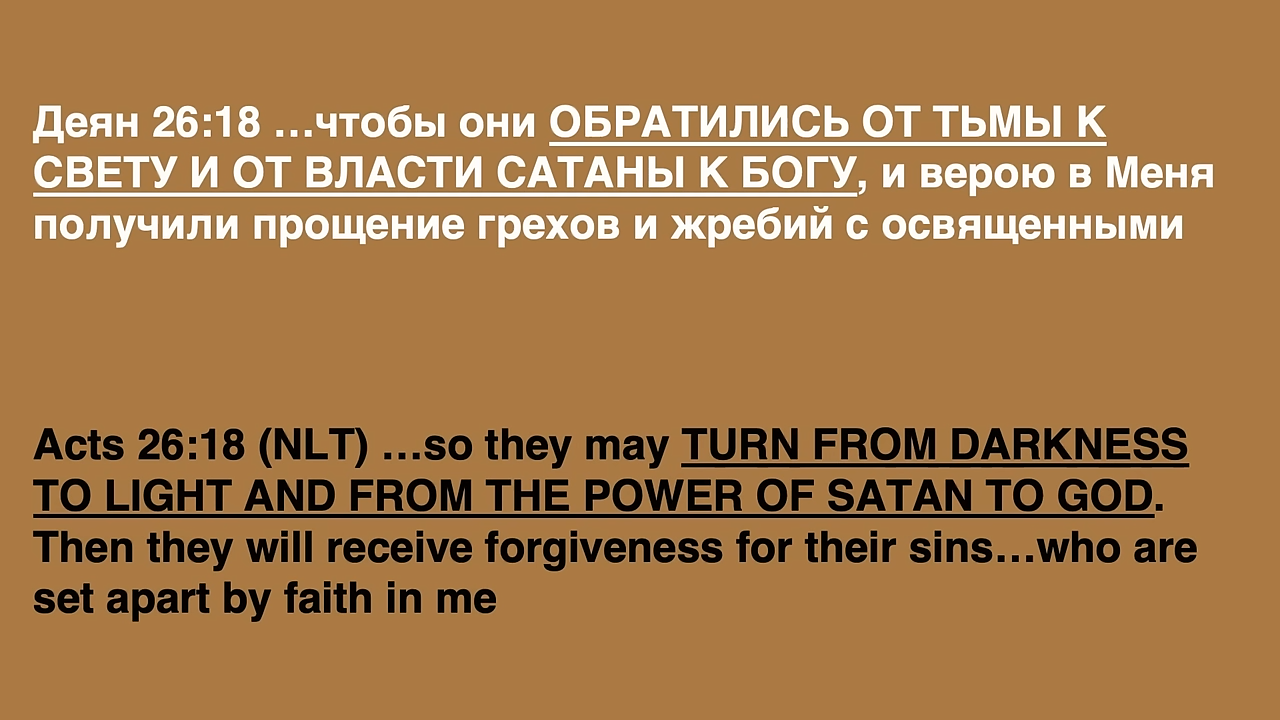 Деян 26:18 …чтобы они ОБРАТИЛИСЬ ОТ ТЬМЫ К
СВЕТУ И ОТ ВЛАСТИ САТАНЫ К БОГУ, и верою в Меня
получили прощение грехов и жребий с освященными
Acts 26:18 (NLT) …so they may TURN FROM DARKNESS
TO LIGHT AND FROM THE POWER OF SATAN TO GOD.
Then they will receive forgiveness for their sins…who are
set apart by faith in me